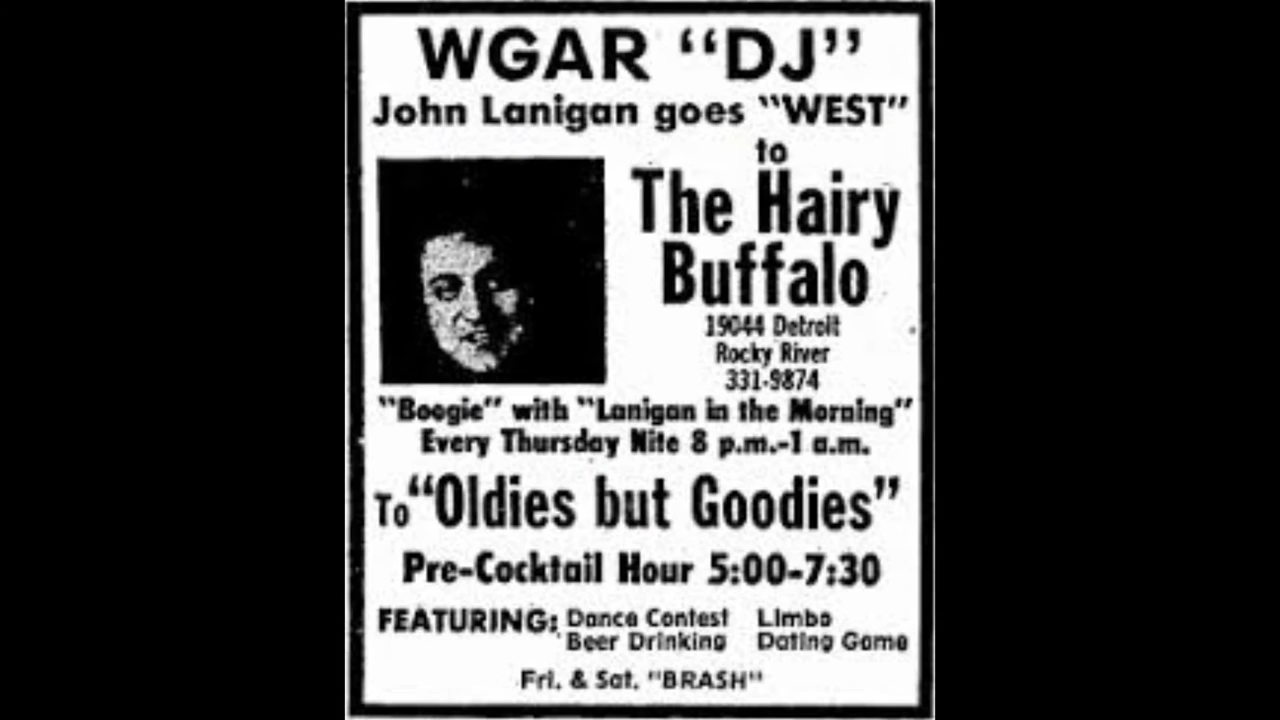 WGAR “DJ”
John Lanigan goes “WEST”
to
The Hairy
Buffalo
19044 Detroit
Rocky River
331-9874
“Boogie” with “Lanigan in the Morning”
Every Thursday Nite 8 p.m.-1 a.m.
To “Oldies but Goodies”
Pre-Cocktail Hour 5:00-7:30
FEATURING: Dance Contest Limbo
Beer Drinking Dating Game
Fri. & Sat. "BRASH"